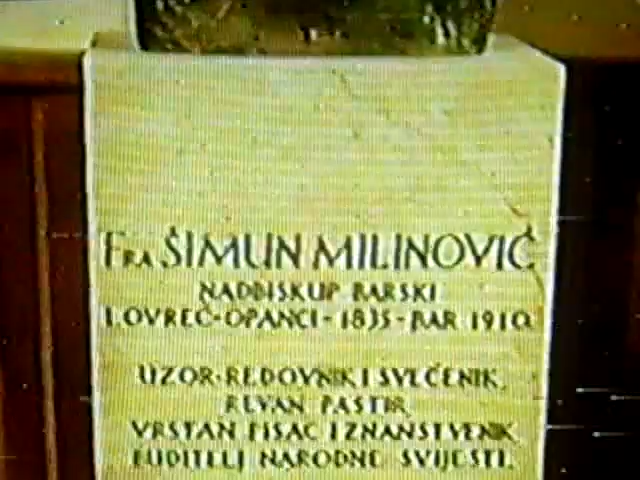 FRA ŠIMUN MILINOVIĆ
NADBISKUP BARSKI
LOVREĆ-OPANCI-1835-BAR 1910.
UZOR-REDOVNIK I SVEĆENIK,
REVAN PASTIR,
VRSTAN PISAC I ZNANSTVENIK,
BUDITELJ NARODNE SVIJESTI.